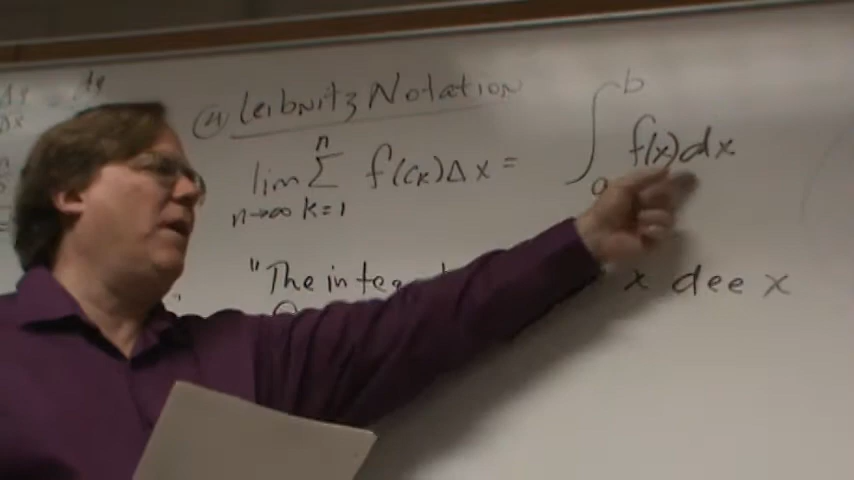 ④ Leibnitz Notation
lim n→∞ n Σ k=1 f(cₖ)Δx = ∫ b a f(x)dx
"The integ
x dee x